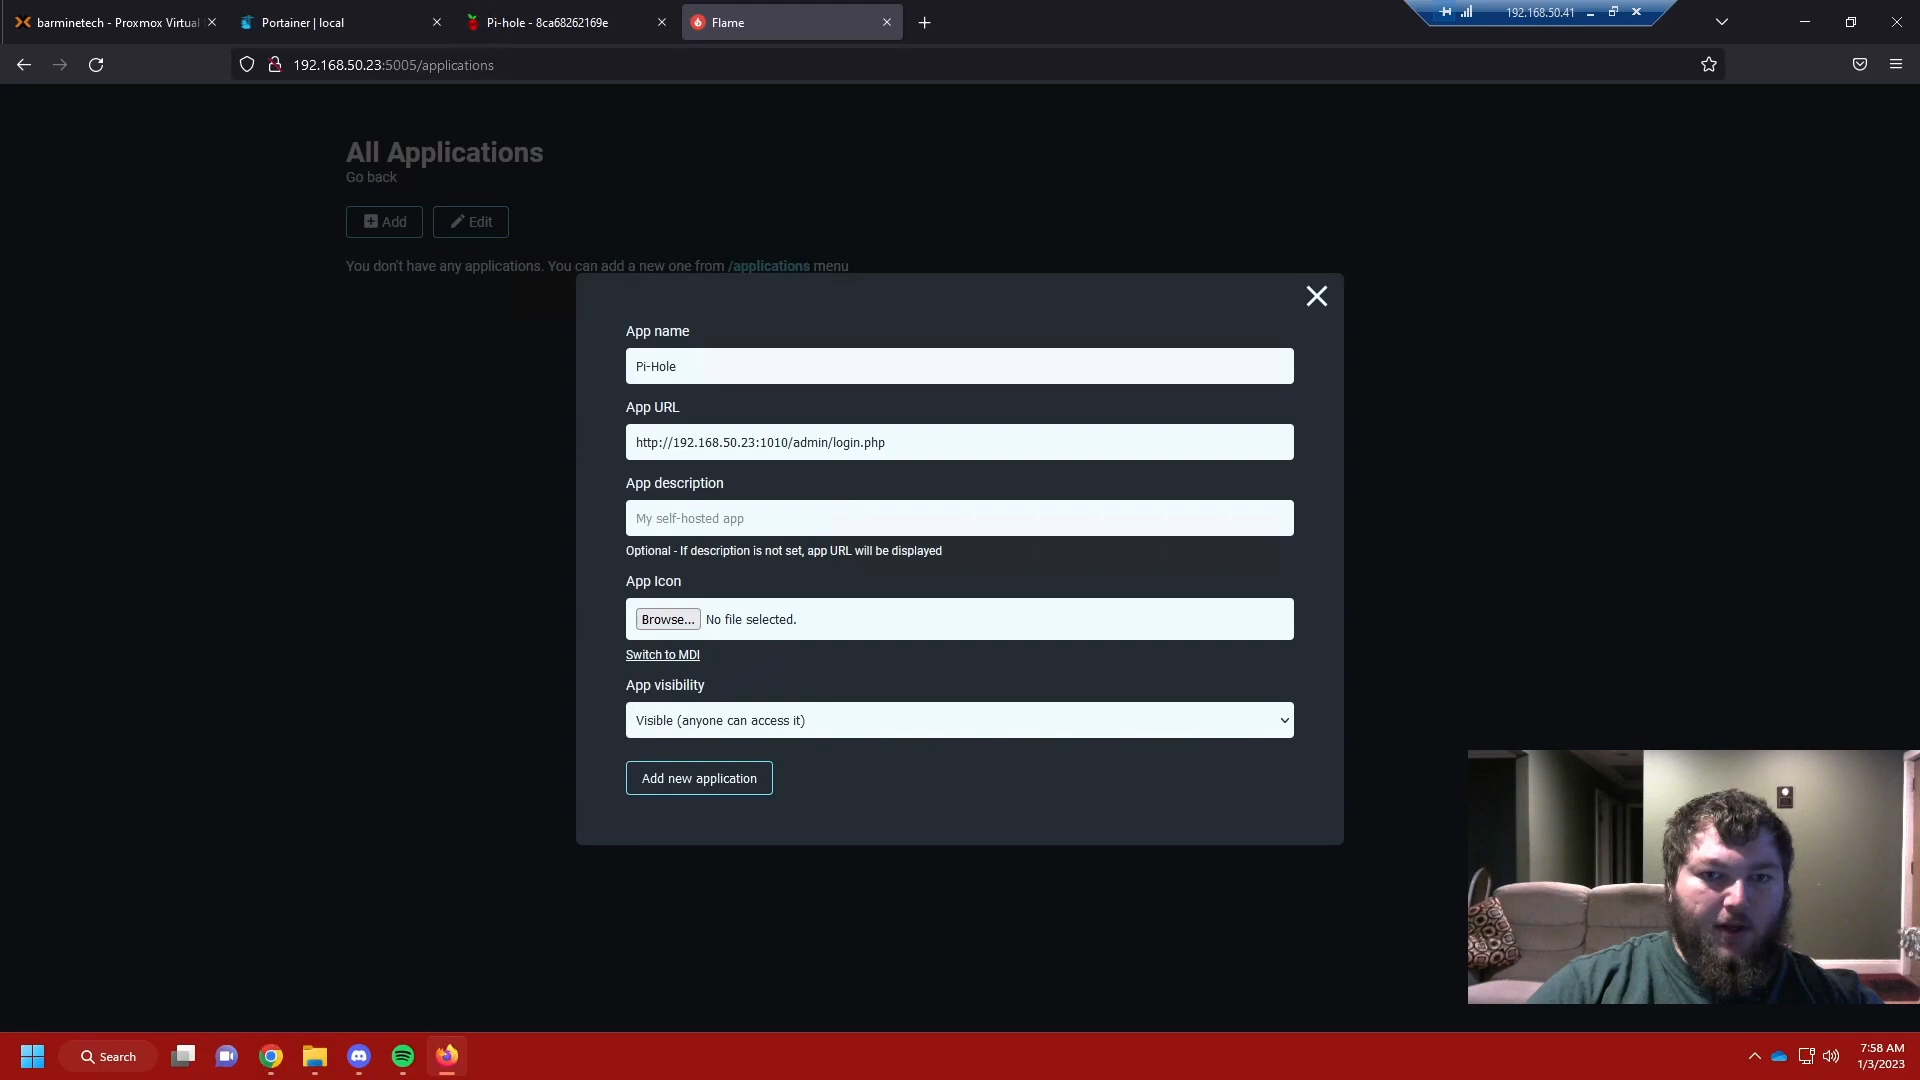 barminetech - Proxmox Virtual
Portainer | local
Pi-hole - 8ca68262169e
Flame
192.168.50.41
192.168.50.23:5005/applications
All Applications
Go back
Add
Edit
You don't have any applications. You can add a new one from /applications menu
App name
Pi-Hole
App URL
http://192.168.50.23:1010/admin/login.php
App description
My self-hosted app
Optional - If description is not set, app URL will be displayed
App Icon
Browse... No file selected.
Switch to MDI
App visibility
Visible (anyone can access it)
Add new application
Search
7:58 AM
1/3/2023